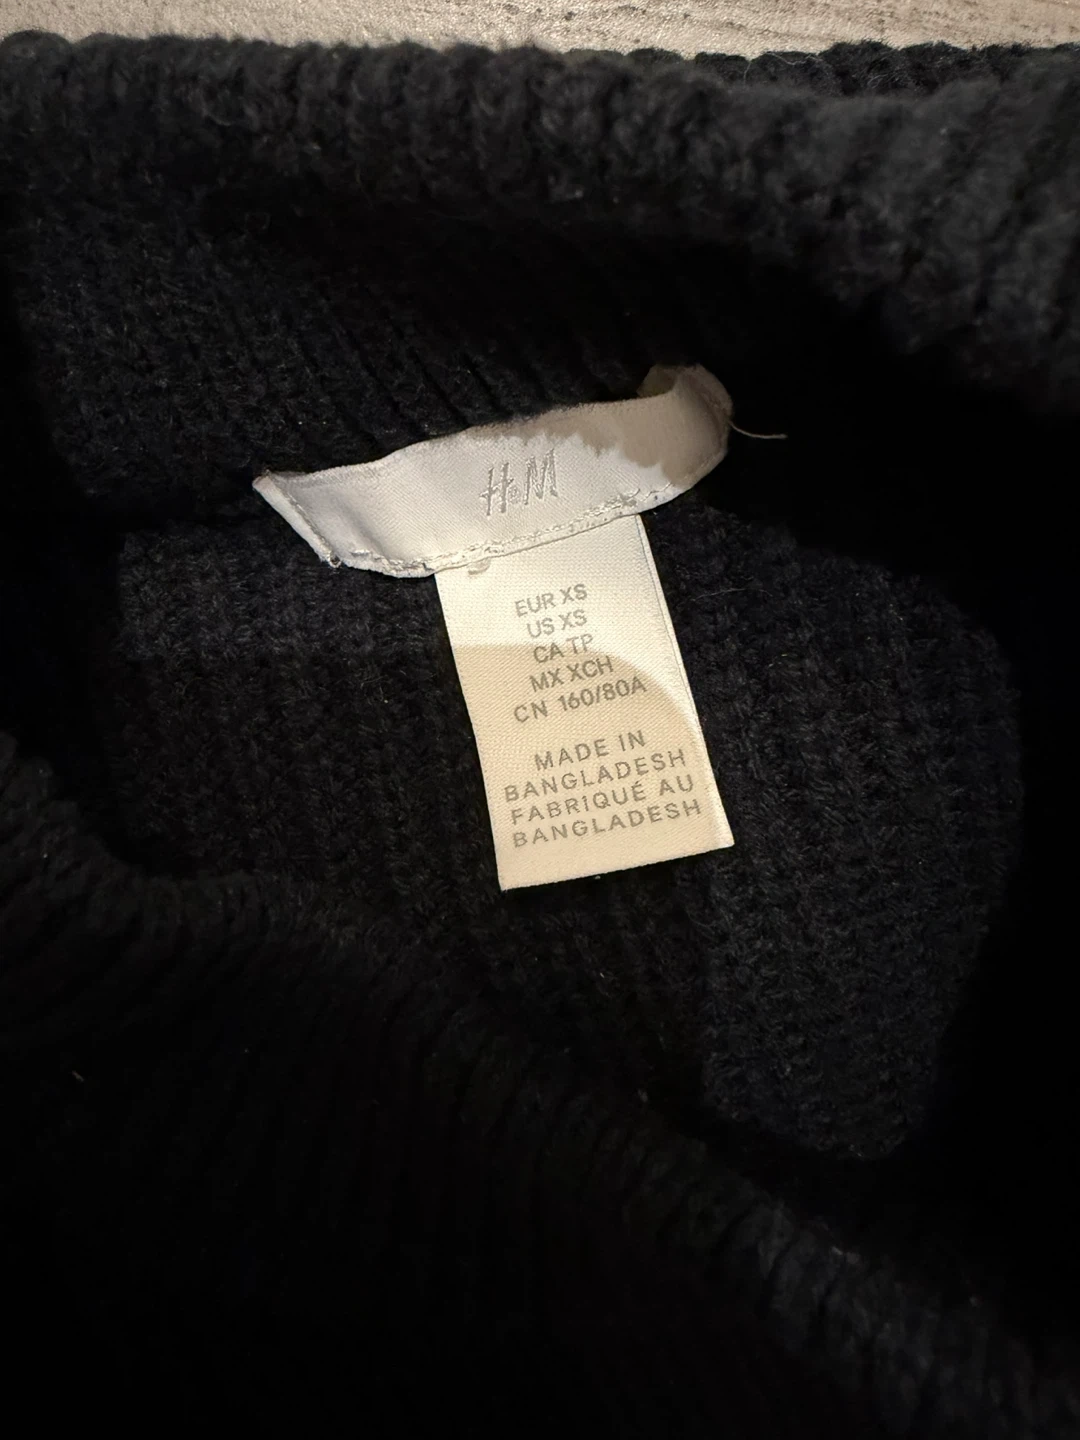 H&M
EUR XS
US XS
CA TP
MX XCH
CN 160/80A
MADE IN
BANGLADESH
FABRIQUÉ AU
BANGLADESH